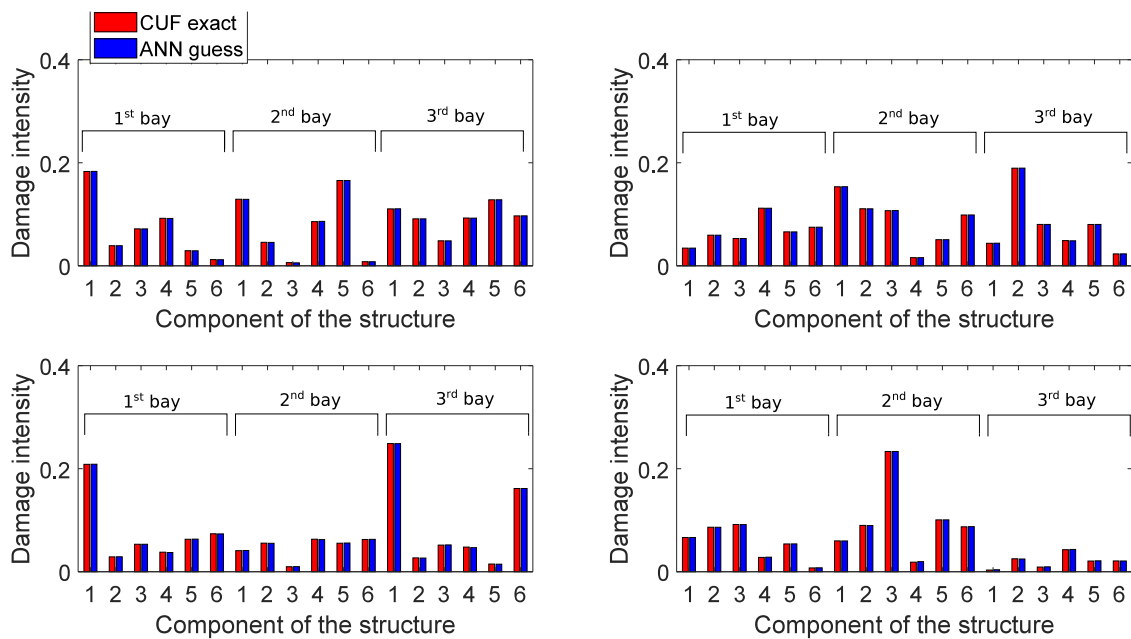 CUF exact
ANN guess
Damage intensity
0.4
0.2
0
1st bay
2nd bay
3rd bay
1 2 3 4 5 6 1 2 3 4 5 6 1 2 3 4 5 6
Component of the structure
Damage intensity
0.4
0.2
0
1st bay
2nd bay
3rd bay
1 2 3 4 5 6 1 2 3 4 5 6 1 2 3 4 5 6
Component of the structure
Damage intensity
0.4
0.2
0
1st bay
2nd bay
3rd bay
1 2 3 4 5 6 1 2 3 4 5 6 1 2 3 4 5 6
Component of the structure
Damage intensity
0.4
0.2
0
1st bay
2nd bay
3rd bay
1 2 3 4 5 6 1 2 3 4 5 6 1 2 3 4 5 6
Component of the structure